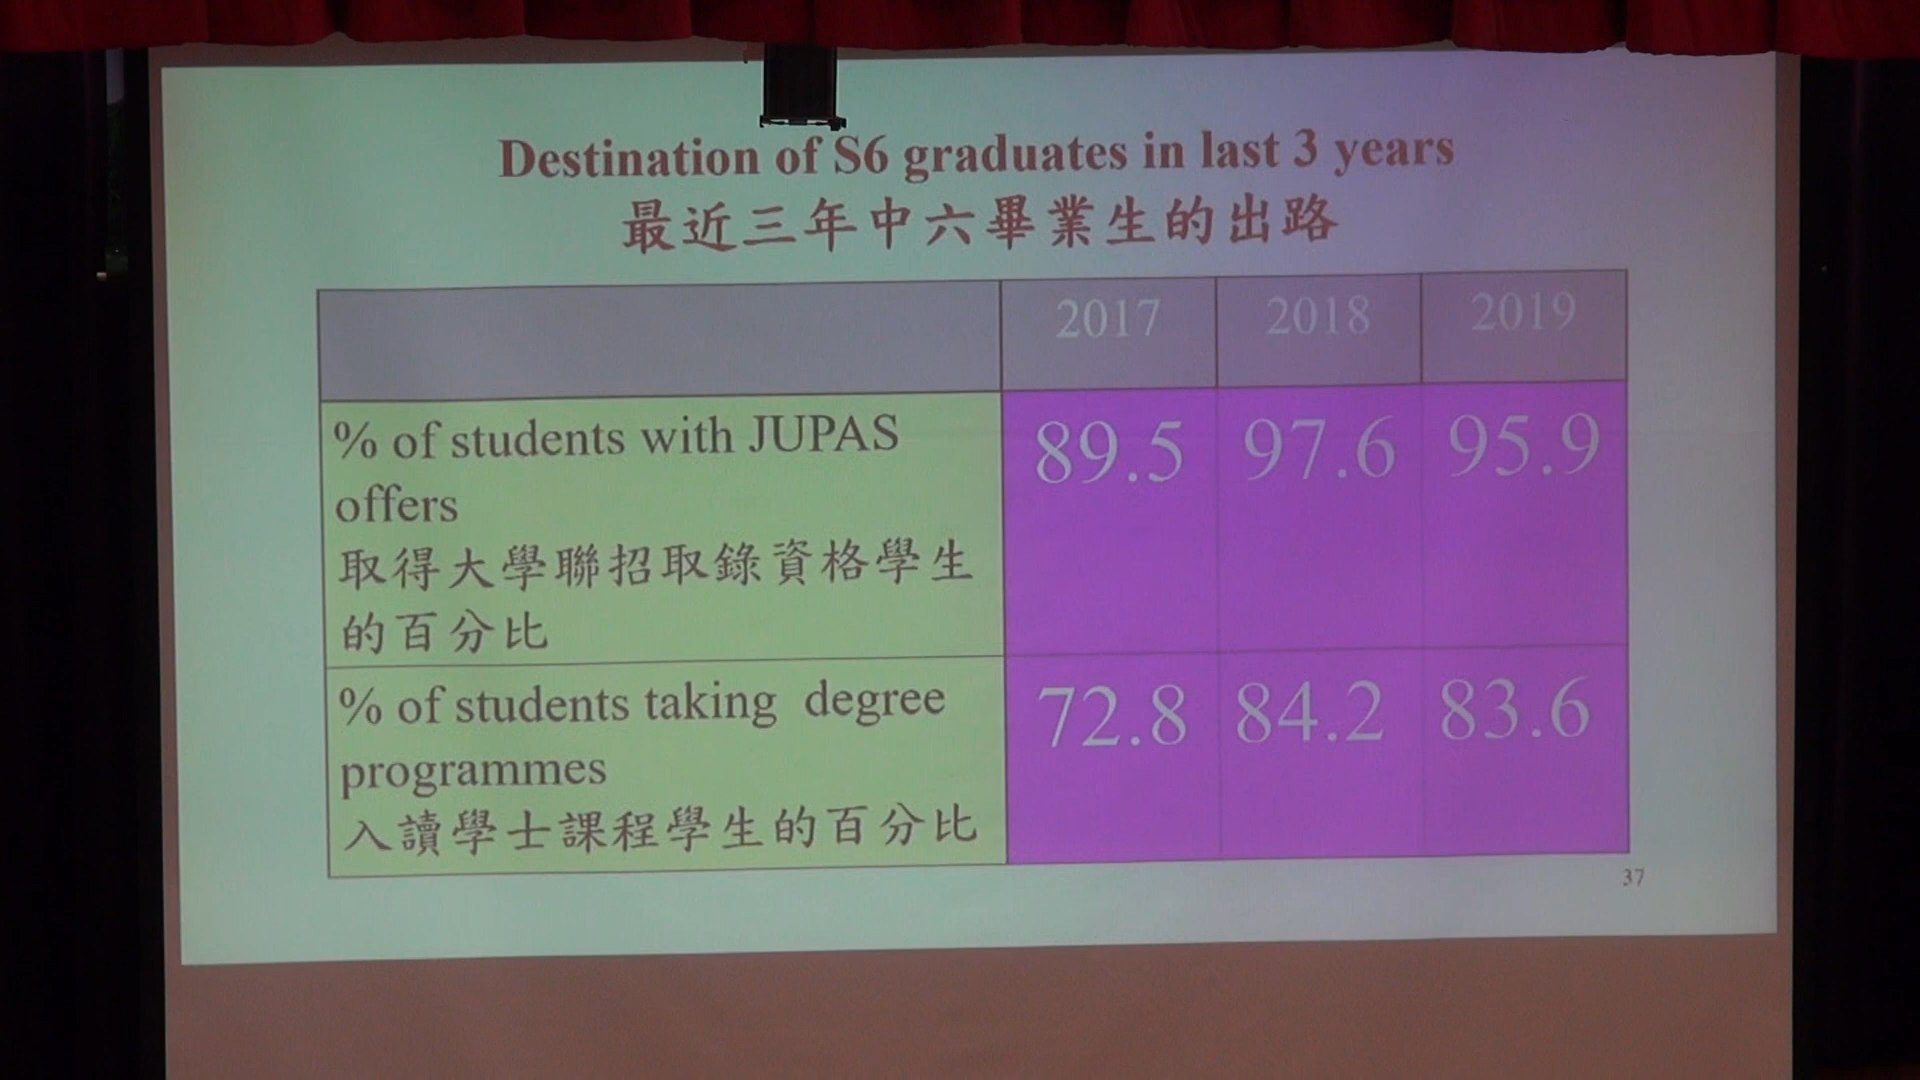 Destination of S6 graduates in last 3 years
最近三年中六畢業生的出路
2017 2018 2019
% of students with JUPAS 89.5 97.6 95.9
offers
取得大學聯招取錄資格學生
的百分比
% of students taking degree 72.8 84.2 83.6
programmes
入讀學士課程學生的百分比
37